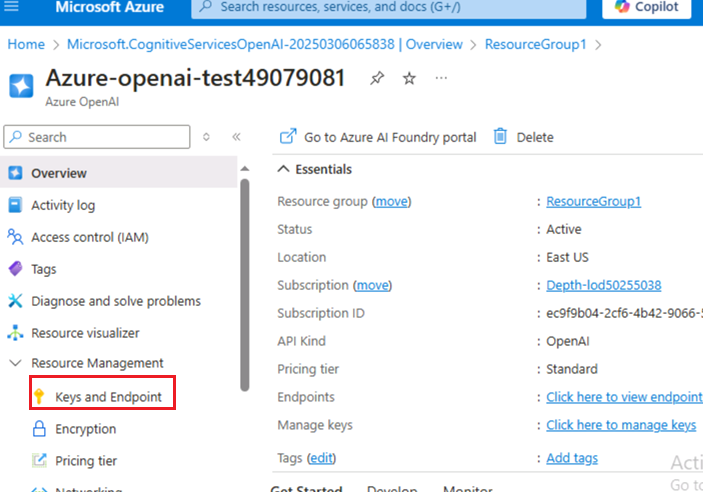 Microsoft Azure
Search resources, services, and docs (G+/)
Copilot
Home > Microsoft.CognitiveServicesOpenAI-20250306065838 | Overview > ResourceGroup1 >
Azure-openai-test49079081
Azure OpenAI
Search
Go to Azure AI Foundry portal
Delete
Overview
Activity log
Access control (IAM)
Tags
Diagnose and solve problems
Resource visualizer
Resource Management
Keys and Endpoint
Encryption
Pricing tier
Networking
Essentials
Resource group (move) : ResourceGroup1
Status : Active
Location : East US
Subscription (move) : Depth-lod50255038
Subscription ID : ec9f9b04-2cf6-4b42-9066-
API Kind : OpenAI
Pricing tier : Standard
Endpoints : Click here to view endpoint
Manage keys : Click here to manage keys
Tags (edit) : Add tags
Get Started Develop Monitor
Acti
Go to